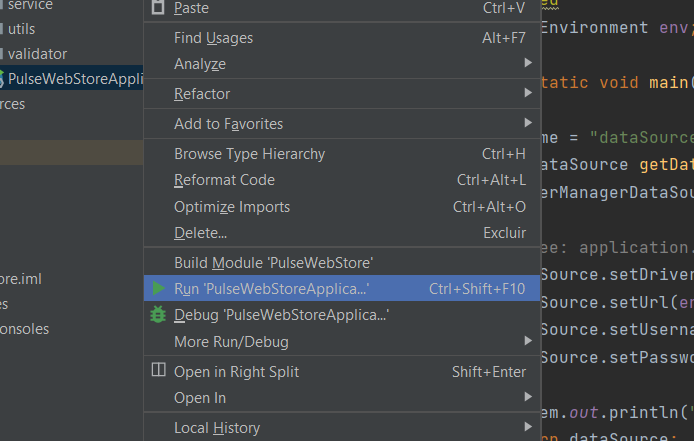 service
utils
validator
PulseWebStoreAppli
rces
ore.iml
es
onsoles
Paste Ctrl+V
Find Usages Alt+F7
Analyze
Refactor
Add to Favorites
Browse Type Hierarchy Ctrl+H
Reformat Code Ctrl+Alt+L
Optimize Imports Ctrl+Alt+O
Delete... Excluir
Build Module 'PulseWebStore'
Run 'PulseWebStoreApplica...' Ctrl+Shift+F10
Debug 'PulseWebStoreApplica...'
More Run/Debug
Open in Right Split Shift+Enter
Open In
Local History
ed
Environment env;
tatic void main(
me = "dataSource
ataSource getDat
erManagerDataSou
ee: application.
Source.setDriver
Source.setUrl(en
Source.setUserna
Source.setPasswo
em.out.println("
rn dataSource;